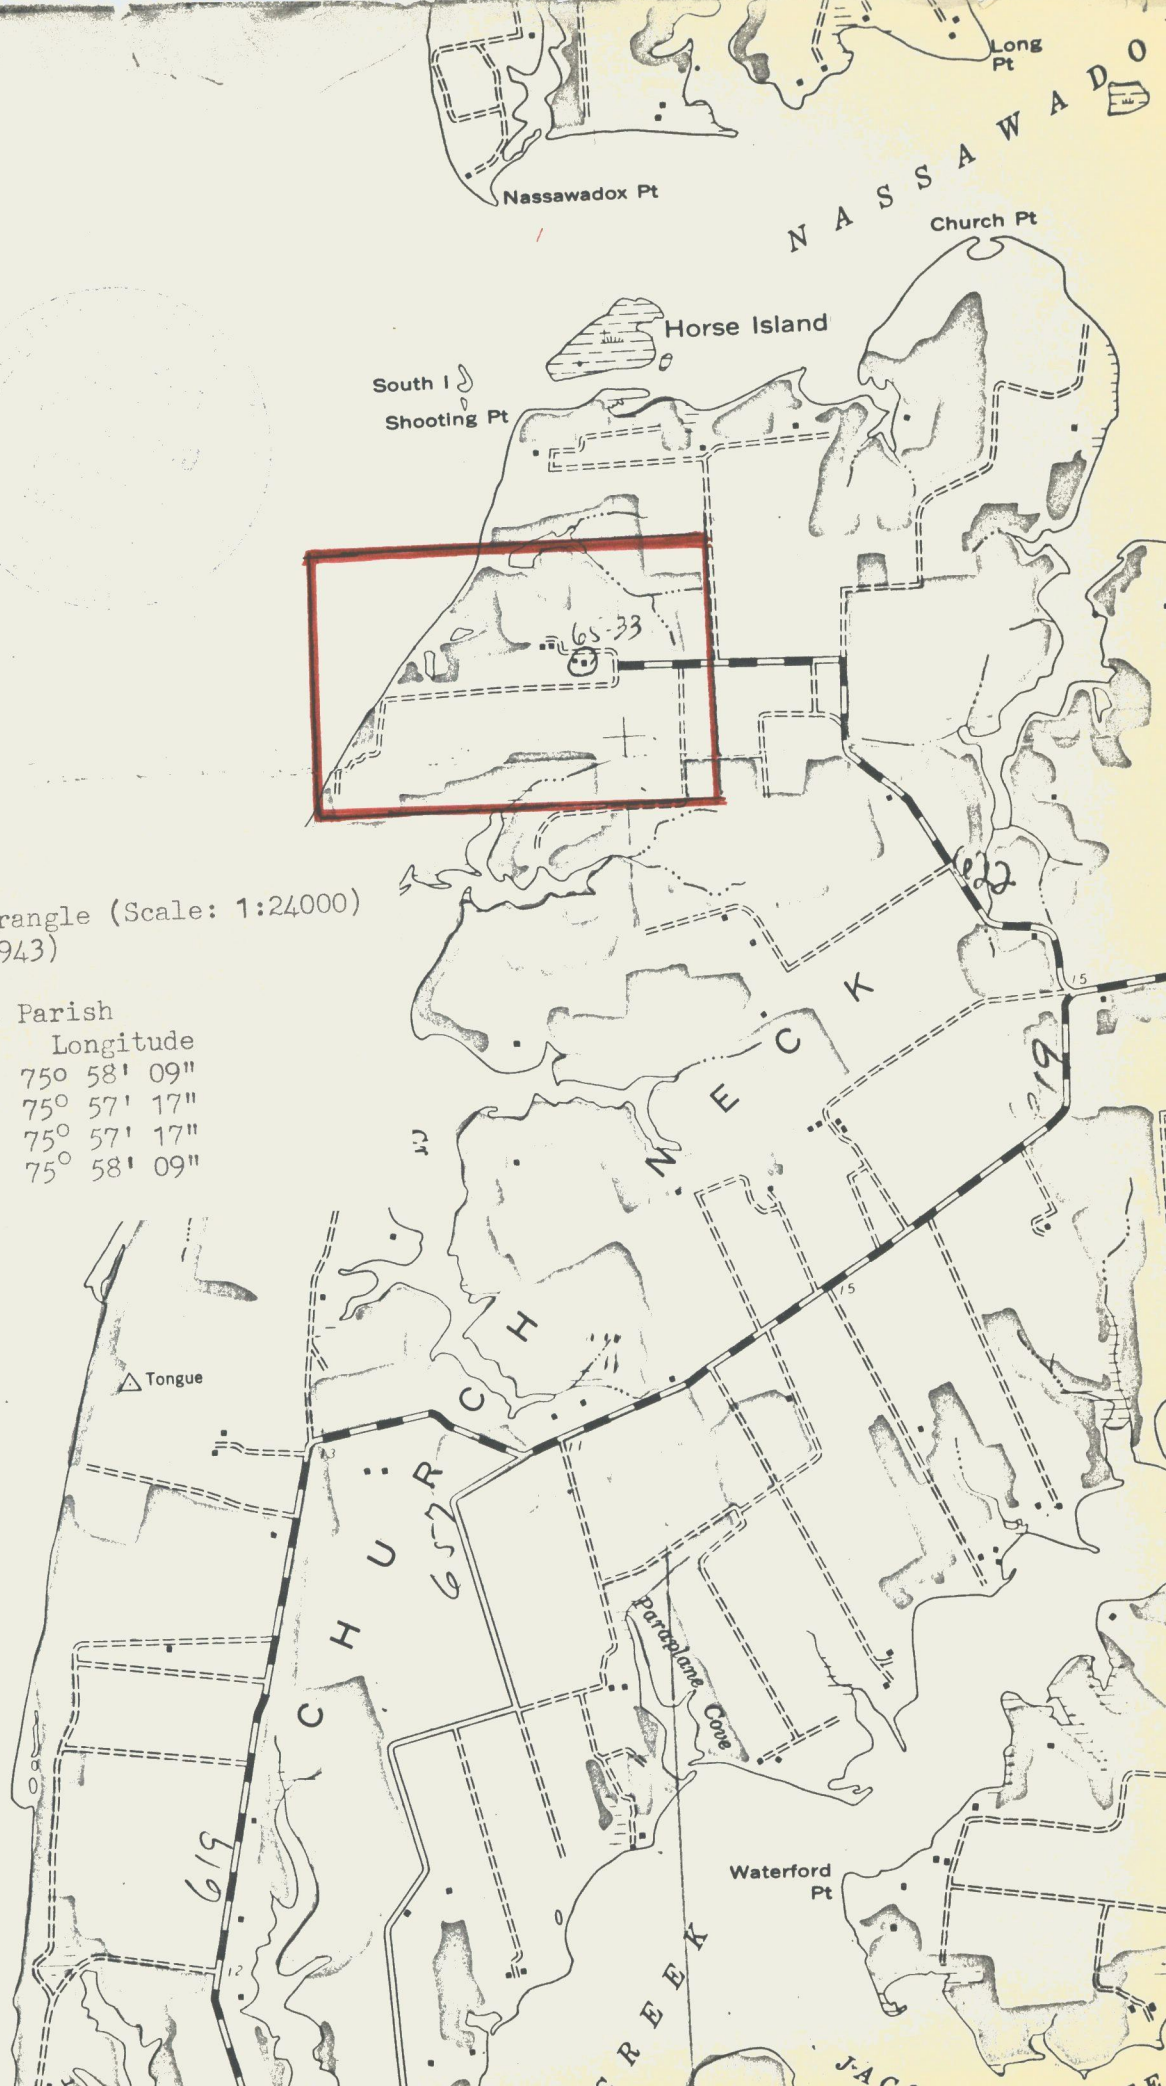 Long
Pt
NASSAWADO
Nassawadox Pt
Church Pt
Horse Island
South I
Shooting Pt
65-33
622
rangle (Scale: 1:24000)
943)
15
Parish
Longitude
75° 58' 09"
75° 57' 17"
75° 57' 17"
75° 58' 09"
619
Cr
15
Tongue
CHURCH NECK
657
Paraplane Cove
619
Waterford
Pt
12
CREEK